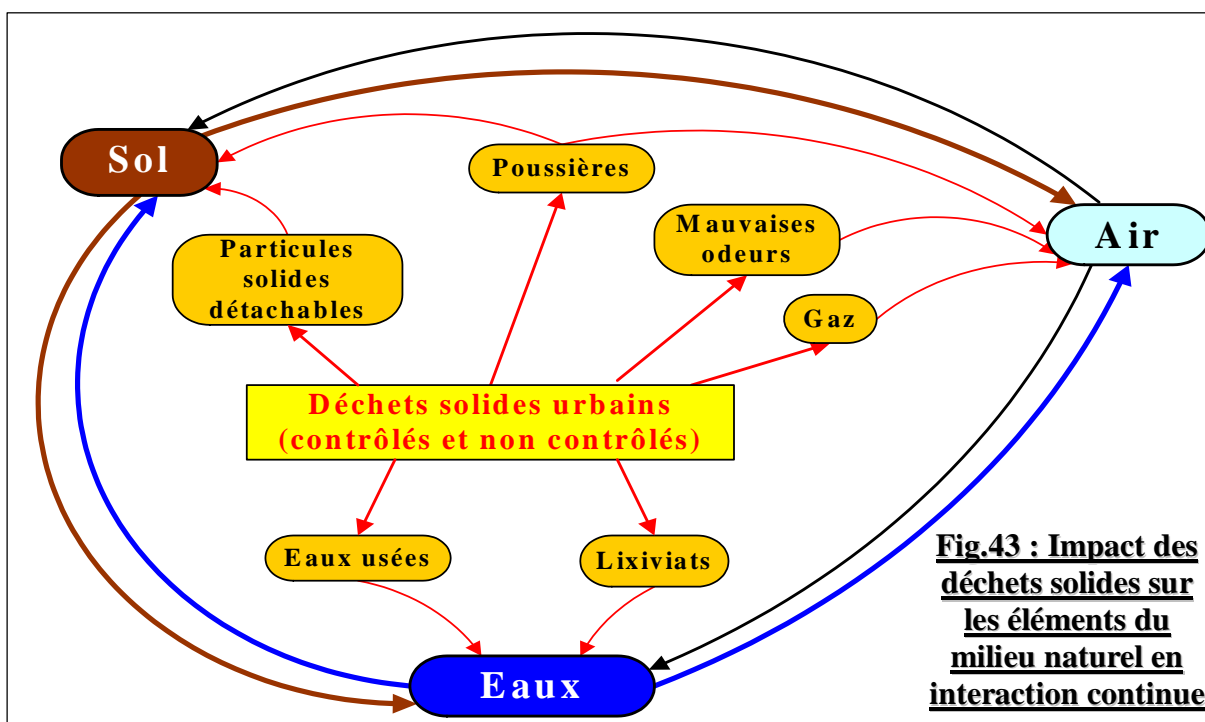 Sol
Poussières
Mauvaises
odeurs
Air
Particules
solides
détachables
Gaz
Déchets solides urbains
(contrôlés et non contrôlés)
Eaux usées
Lixiviats
Eaux
Fig.43 : Impact des
déchets solides sur
les éléments du
milieu naturel en
interaction continue